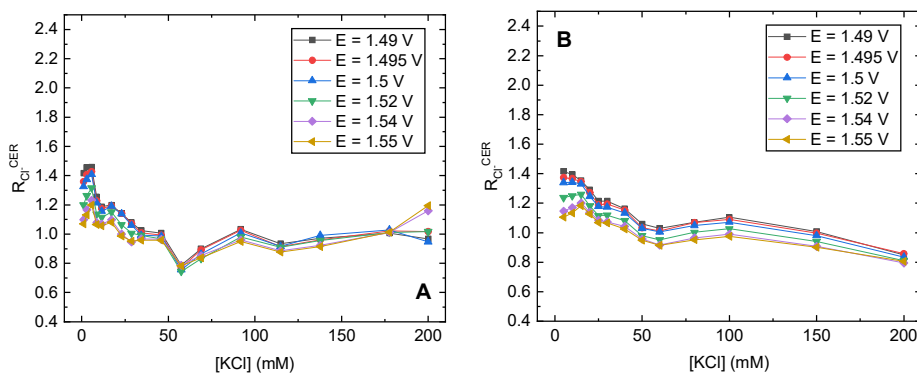 2.4
2.2
2.0
1.8
1.6
1.4
1.2
1.0
0.8
0.6
0.4
R_Cl-^CER
E = 1.49 V
E = 1.495 V
E = 1.5 V
E = 1.52 V
E = 1.54 V
E = 1.55 V
A
0
50
100
150
200
[KCl] (mM)
B
2.4
2.2
2.0
1.8
1.6
1.4
1.2
1.0
0.8
0.6
0.4
R_Cl-^CER
E = 1.49 V
E = 1.495 V
E = 1.5 V
E = 1.52 V
E = 1.54 V
E = 1.55 V
0
50
100
150
200
[KCl] (mM)